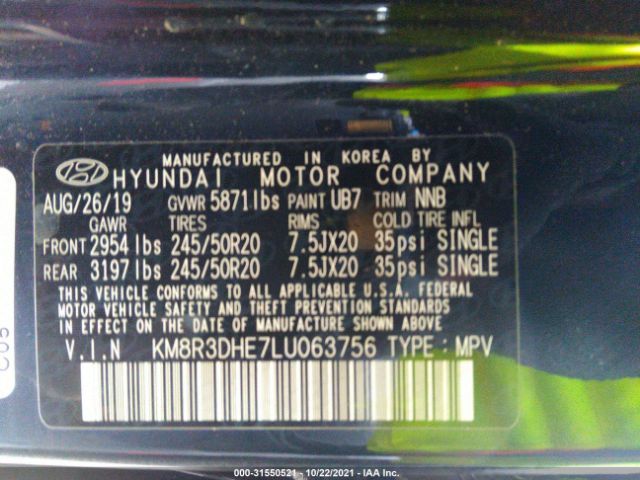 MANUFACTURED IN KOREA BY
HYUNDAI MOTOR COMPANY
AUG/26/19 GVWR 5871lbs PAINT UB7 TRIM NNB
GAWR TIRES RIMS COLD TIRE INFL
FRONT 2954 lbs 245/50R20 7.5JX20 35psi SINGLE
REAR 3197 lbs 245/50R20 7.5JX20 35psi SINGLE
THIS VEHICLE CONFORMS TO ALL APPLICABLE U.S.A. FEDERAL
MOTOR VEHICLE SAFETY AND THEFT PREVENTION STANDARDS
IN EFFECT ON THE DATE OF MANUFACTURE SHOWN ABOVE.
V.I.N KM8R3DHE7LU063756 TYPE:MPV
C05
000-31550521 - 10/22/2021 - IAA Inc.